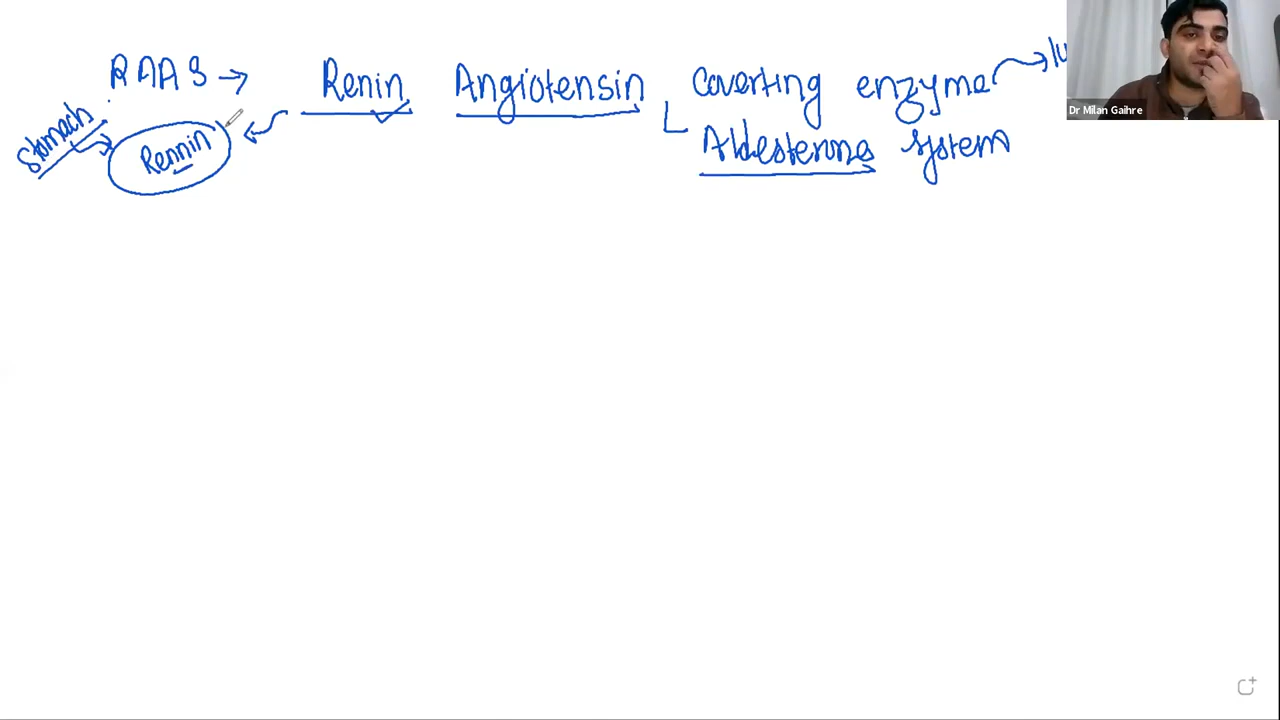 RAAS → Renin Angiotensin Coverting enzyme
Aldesterone system
Stomach
Rennin
Dr Milan Gaihre